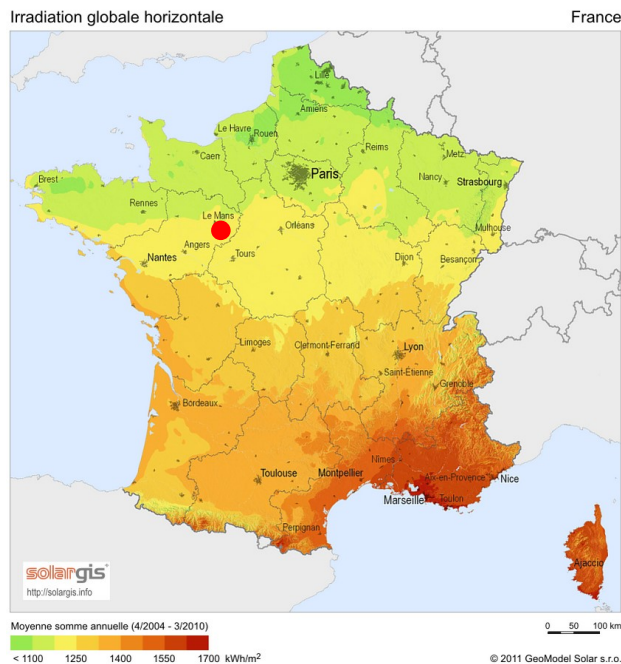 Irradiation globale horizontale
France
Lille
Amiens
Le Havre
Rouen
Caen
Reims
Metz
Paris
Nancy
Strasbourg
Brest
Rennes
Le Mans
Orléans
Mulhouse
Angers
Tours
Dijon
Besançon
Nantes
Limoges
Clermont-Ferrand
Lyon
Saint-Étienne
Grenoble
Bordeaux
Nîmes
Toulouse
Montpellier
Aix-en-Provence
Nice
Marseille
Toulon
Perpignan
Ajaccio
solargis
http://solargis.info
Moyenne somme annuelle (4/2004 - 3/2010)
0 50 100 km
< 1100 1250 1400 1550 1700 kWh/m²
© 2011 GeoModel Solar s.r.o.